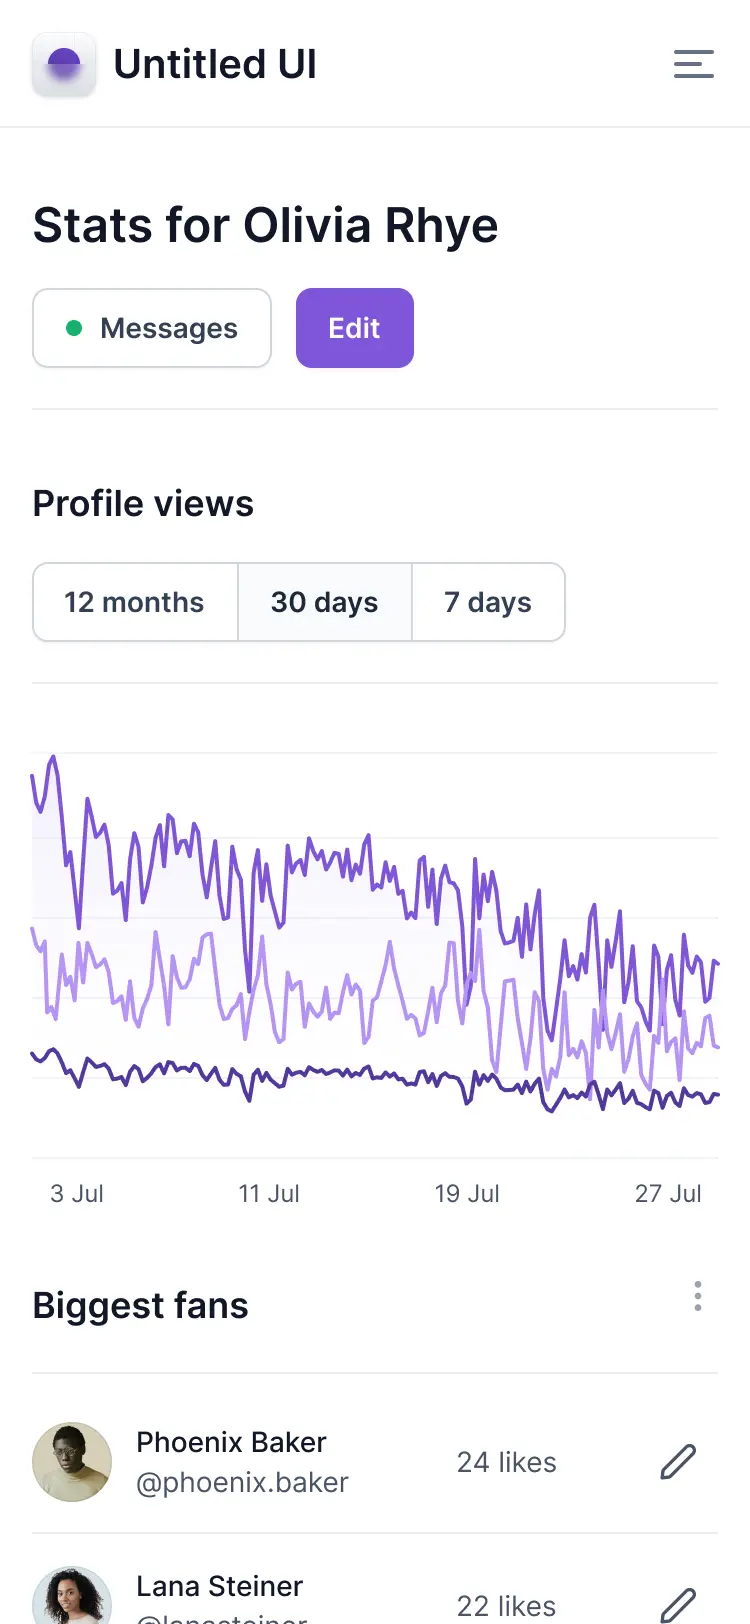 Untitled UI
Stats for Olivia Rhye
Messages
Edit
Profile views
12 months
30 days
7 days
3 Jul
11 Jul
19 Jul
27 Jul
Biggest fans
Phoenix Baker
@phoenix.baker
24 likes
Lana Steiner
22 likes